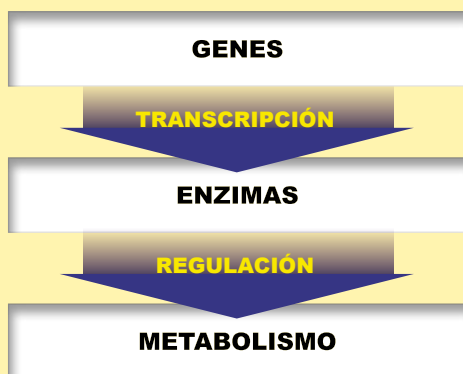 GENES
TRANSCRIPCIÓN
ENZIMAS
REGULACIÓN
METABOLISMO